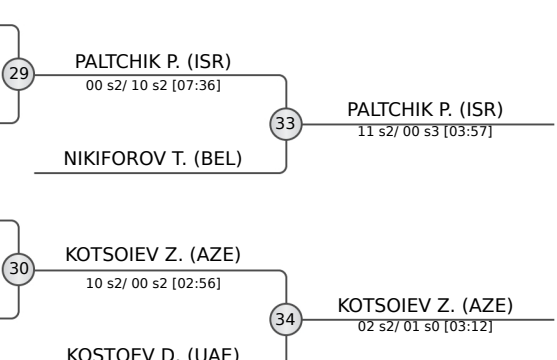 29
PALTCHIK P. (ISR)
00 s2/ 10 s2 [07:36]
33
PALTCHIK P. (ISR)
11 s2/ 00 s3 [03:57]
NIKIFOROV T. (BEL)
30
KOTSOIEV Z. (AZE)
10 s2/ 00 s2 [02:56]
34
KOTSOIEV Z. (AZE)
02 s2/ 01 s0 [03:12]
KOSTOEV D. (UAE)